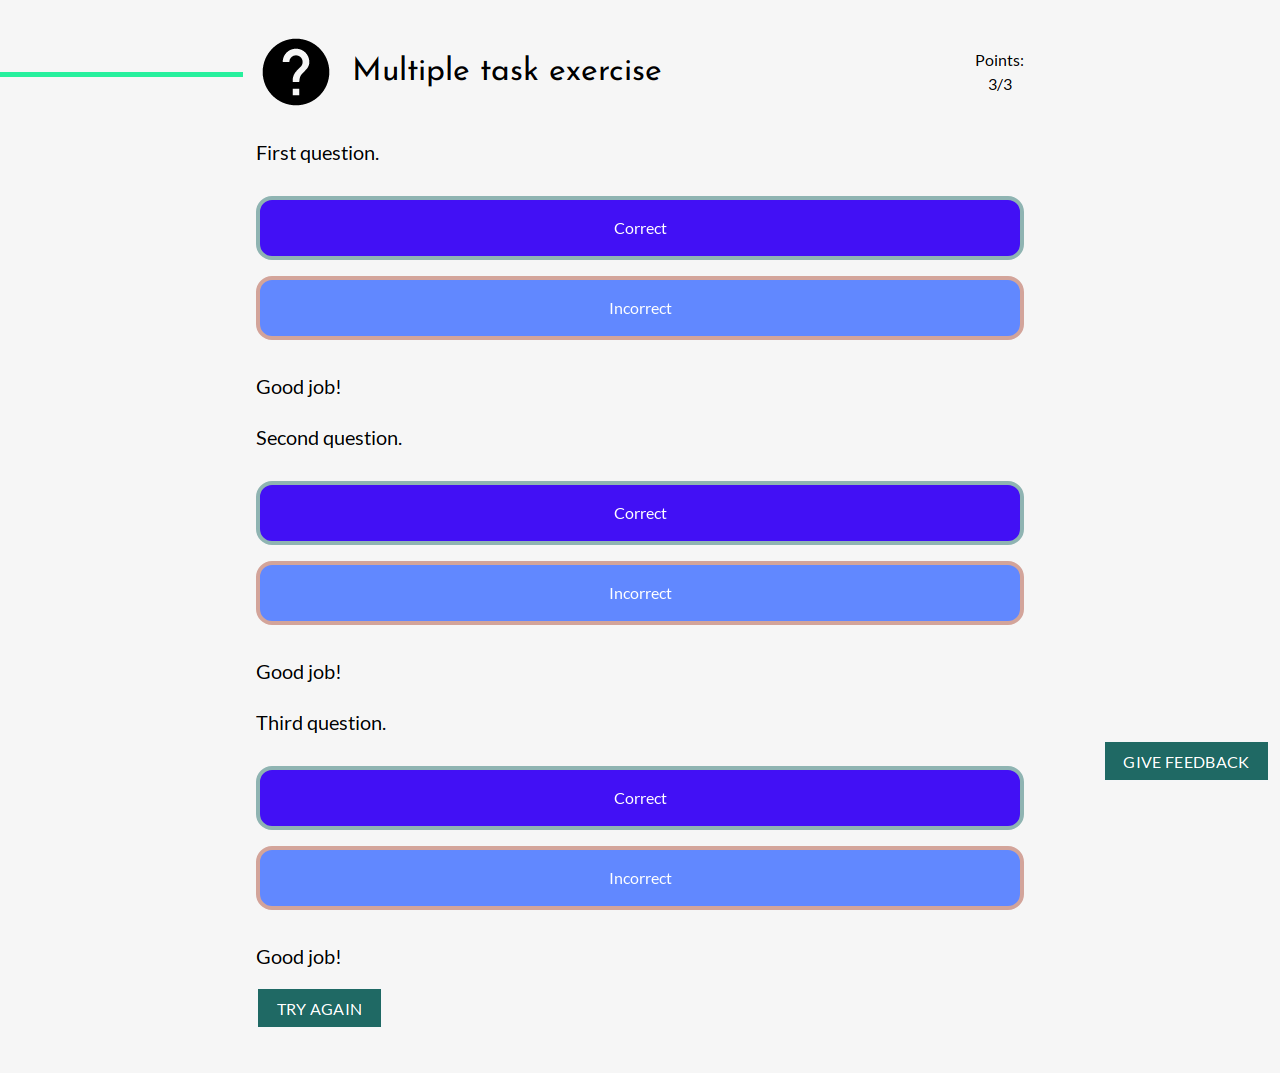 Multiple task exercise
Points:
3/3
First question.
Correct
Incorrect
Good job!
Second question.
Correct
Incorrect
Good job!
Third question.
GIVE FEEDBACK
Correct
Incorrect
Good job!
TRY AGAIN